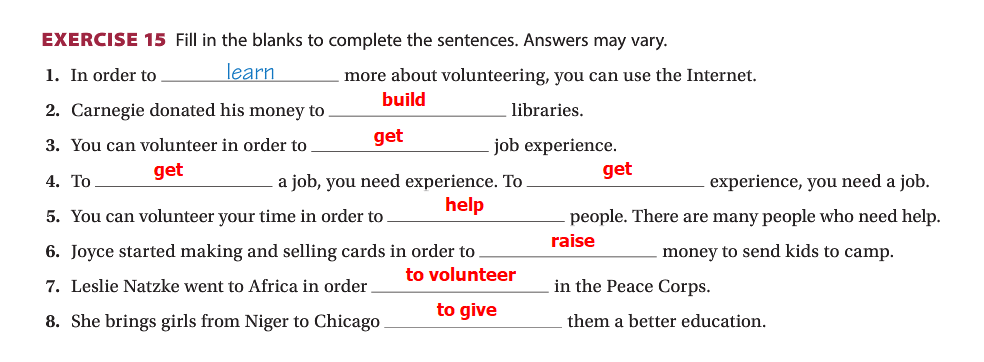 EXERCISE 15 Fill in the blanks to complete the sentences. Answers may vary.
1. In order to learn more about volunteering, you can use the Internet.
2. Carnegie donated his money to build libraries.
3. You can volunteer in order to get job experience.
4. To get a job, you need experience. To get experience, you need a job.
5. You can volunteer your time in order to help people. There are many people who need help.
6. Joyce started making and selling cards in order to raise money to send kids to camp.
7. Leslie Natzke went to Africa in order to volunteer in the Peace Corps.
8. She brings girls from Niger to Chicago to give them a better education.